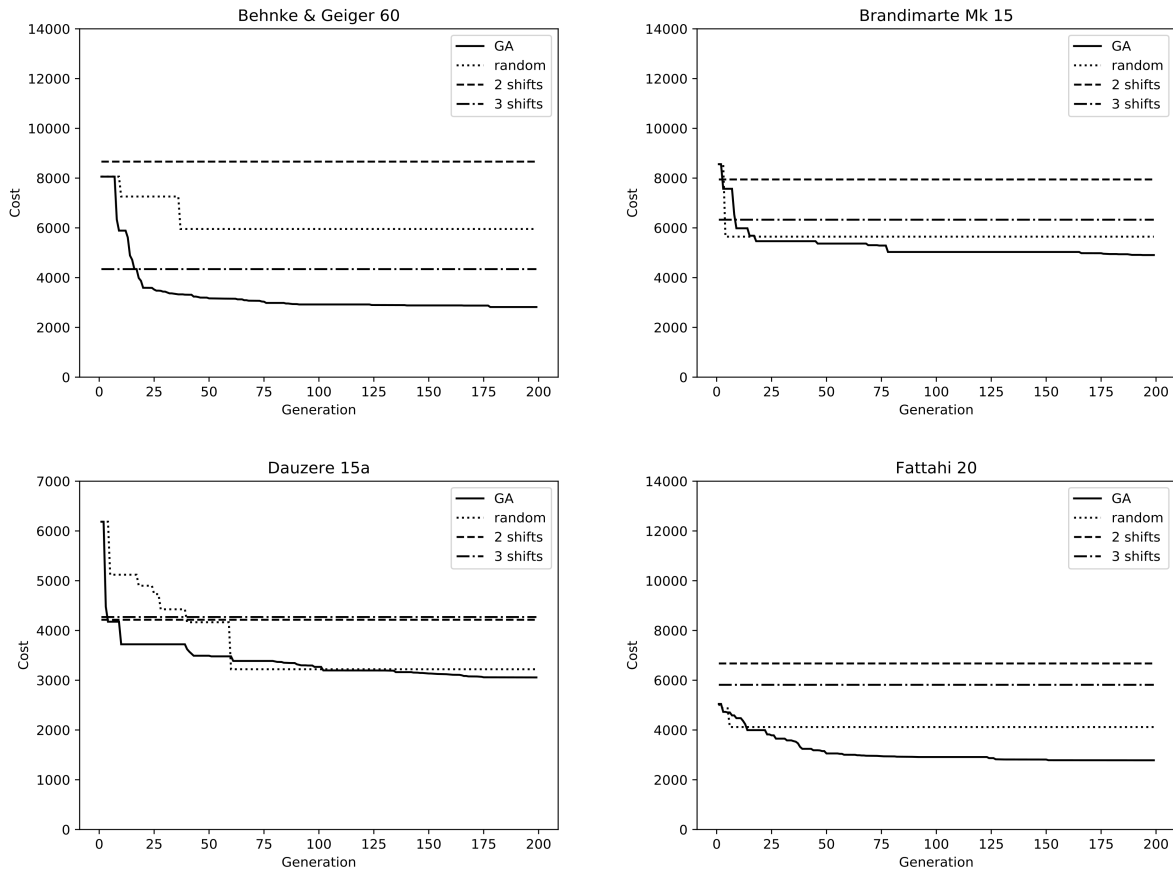 Behnke & Geiger 60
14000
12000
10000
8000
6000
4000
2000
0
Cost
GA
random
2 shifts
3 shifts
0 25 50 75 100 125 150 175 200
Generation
Brandimarte Mk 15
14000
12000
10000
8000
6000
4000
2000
0
Cost
GA
random
2 shifts
3 shifts
0 25 50 75 100 125 150 175 200
Generation
Dauzere 15a
7000
6000
5000
4000
3000
2000
1000
0
Cost
GA
random
2 shifts
3 shifts
0 25 50 75 100 125 150 175 200
Generation
Fattahi 20
14000
12000
10000
8000
6000
4000
2000
0
Cost
GA
random
2 shifts
3 shifts
0 25 50 75 100 125 150 175 200
Generation